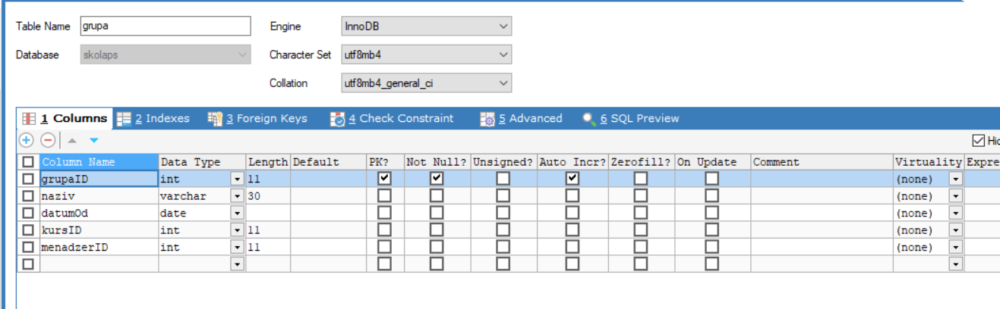 Table Name grupa Engine InnoDB
Database skolaps Character Set utf8mb4
Collation utf8mb4_general_ci
1 Columns 2 Indexes 3 Foreign Keys 4 Check Constraint 5 Advanced 6 SQL Preview
Hid
Column Name Data Type Length Default PK? Not Null? Unsigned? Auto Incr? Zerofill? On Update Comment Virtuality Expre
grupaID int 11 (none)
naziv varchar 30 (none)
datumOd date (none)
kursID int 11 (none)
menadzerID int 11 (none)